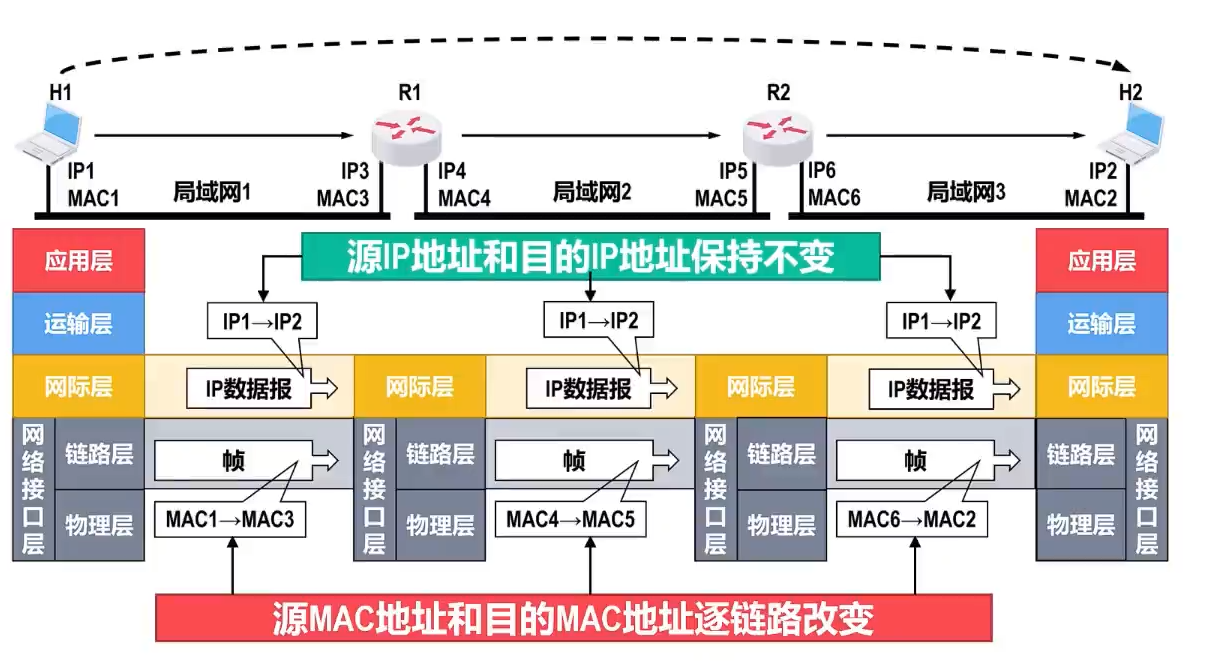 H1
R1
R2
H2
IP1
MAC1
局域网1
IP3
MAC3
IP4
MAC4
局域网2
IP5
MAC5
IP6
MAC6
局域网3
IP2
MAC2
应用层
源IP地址和目的IP地址保持不变
应用层
运输层
IP1→IP2
IP1→IP2
IP1→IP2
运输层
网际层
IP数据报
网际层
IP数据报
网际层
IP数据报
网际层
网络接口层
链路层
帧
网络接口层
链路层
帧
网络接口层
链路层
帧
链路层
网络接口层
物理层
MAC1→MAC3
物理层
MAC4→MAC5
物理层
MAC6→MAC2
物理层
源MAC地址和目的MAC地址逐链路改变